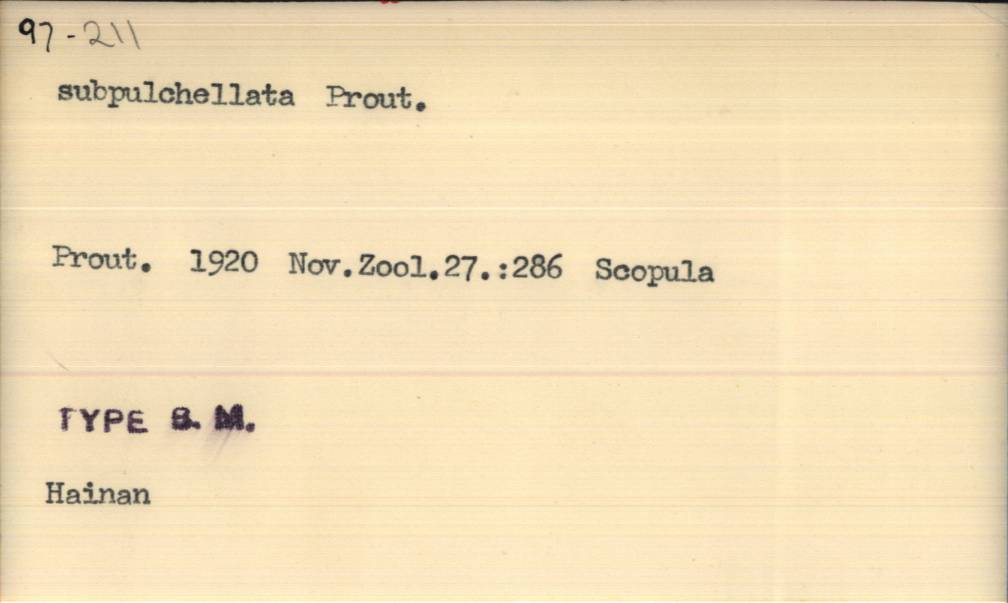 97-211
subpulchellata Prout.
Prout. 1920 Nov.Zool.27.:286 Scopula
TYPE B. M.
Hainan